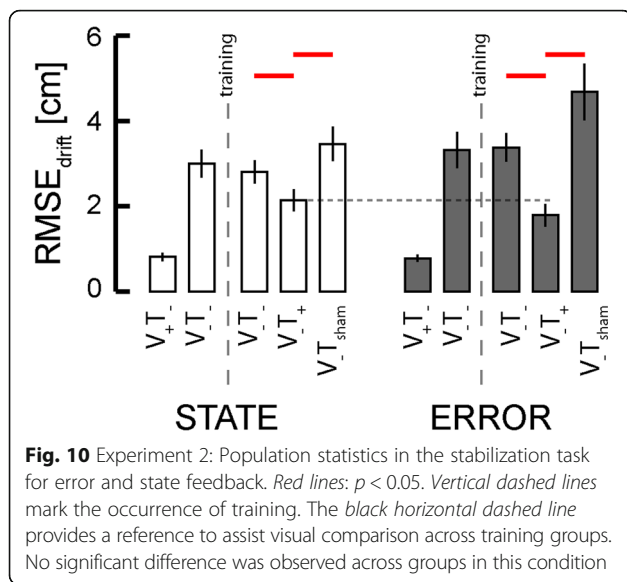 6
4
2
0
RMSEdrift [cm]
training
training
V+T-
V-T-
V-T-
V-T+
V-Tsham
V+T-
V-T-
V-T-
V-T+
V-Tsham
STATE
ERROR
Fig. 10 Experiment 2: Population statistics in the stabilization task
for error and state feedback. Red lines: p < 0.05. Vertical dashed lines
mark the occurrence of training. The black horizontal dashed line
provides a reference to assist visual comparison across training groups.
No significant difference was observed across groups in this condition